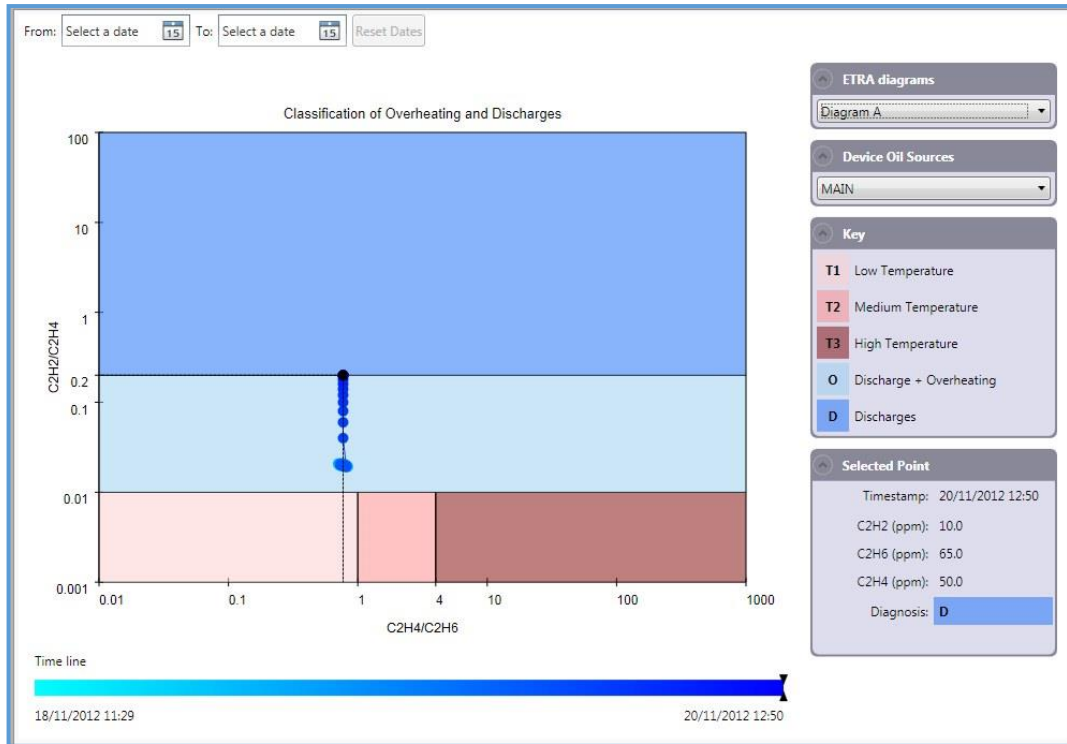 From: Select a date 15 To: Select a date 15 Reset Dates
Classification of Overheating and Discharges
100
10
1
0.2
0.1
0.01
0.001
C2H2/C2H4
0.01 0.1 1 4 10 100 1000
C2H4/C2H6
Time line
18/11/2012 11:29 20/11/2012 12:50
ETRA diagrams
Diagram A
Device Oil Sources
MAIN
Key
T1 Low Temperature
T2 Medium Temperature
T3 High Temperature
O Discharge + Overheating
D Discharges
Selected Point
Timestamp: 20/11/2012 12:50
C2H2 (ppm): 10.0
C2H6 (ppm): 65.0
C2H4 (ppm): 50.0
Diagnosis: D